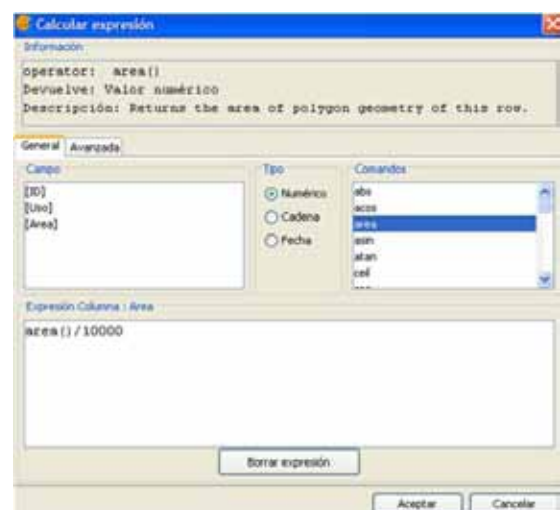 Calcular expresión
Información
operator: area()
Devuelve: Valor numérico
Descripción: Returns the area of polygon geometry of this row.
General Avanzada
Campo
[ID]
[Uso]
[Area]
Tipo
Numérico
Cadena
Fecha
Comandos
abs
acos
area
asin
atan
ceil
Expresión Columna : Area
area()/10000
Borrar expresión
Aceptar Cancelar